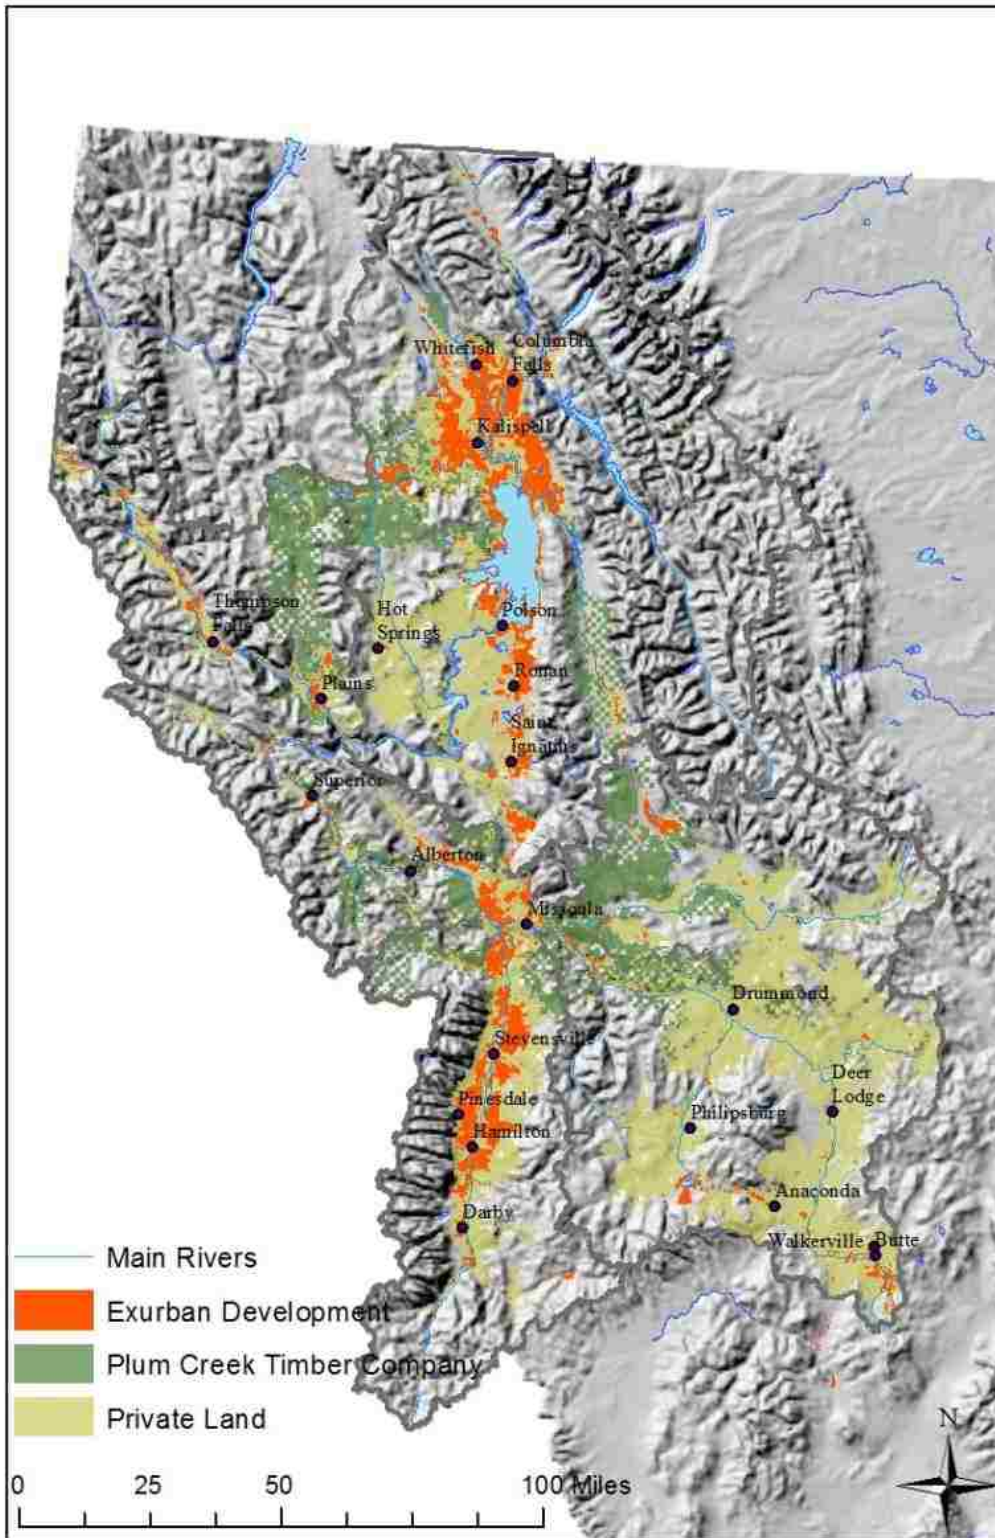 Whitefish
Columbia
Falls
Kalispell
Thompson
Falls
Hot
Springs
Polson
Plains
Ronan
Saint
Ignatius
Superior
Alberton
Missoula
Drummond
Stevensville
Deer
Lodge
Pinesdale
Philipsburg
Hamilton
Anaconda
Darby
Walkerville
Butte
Main Rivers
Exurban Development
Plum Creek Timber Company
Private Land
N
0 25 50 100 Miles